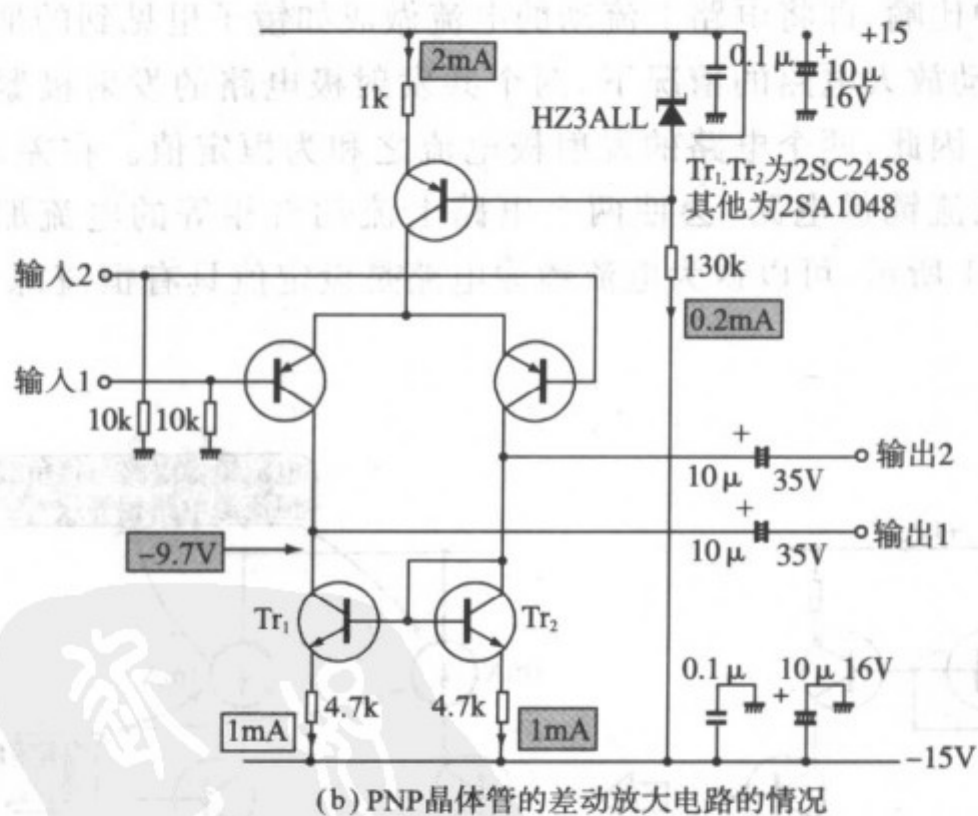 +15
2mA
0.1μ
10μ
16V
1k
HZ3ALL
Tr₁,Tr₂为2SC2458
其他为2SA1048
输入2
130k
0.2mA
输入1
10k
10k
输出2
10μ
35V
输出1
10μ
35V
-9.7V
Tr₁
Tr₂
0.1μ
10μ 16V
4.7k
4.7k
1mA
1mA
-15V
(b) PNP晶体管的差动放大电路的情况